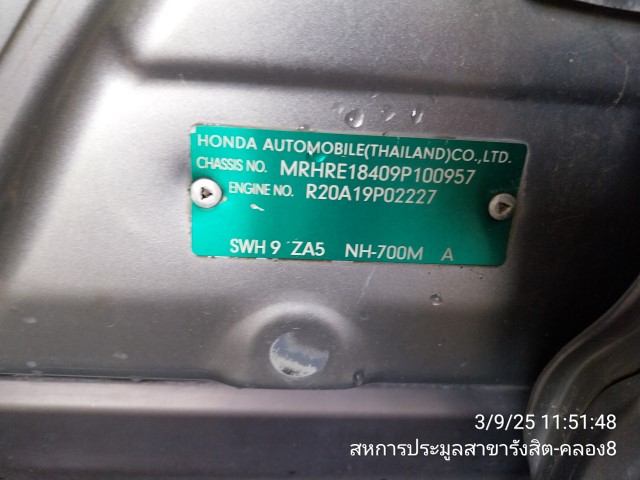 HONDA AUTOMOBILE(THAILAND)CO.,LTD.
CHASSIS NO. MRHRE18409P100957
ENGINE NO. R20A19P02227
SWH 9 ZA5 NH-700M A
3/9/25 11:51:48
สหการประมูลสาขารังสิต-คลอง8